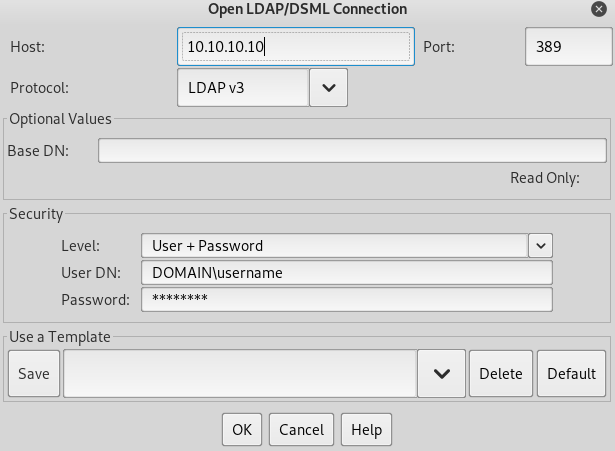 Open LDAP/DSML Connection
Host: 10.10.10.10 Port: 389
Protocol: LDAP v3
Optional Values
Base DN:
Read Only:
Security
Level: User + Password
User DN: DOMAIN\username
Password: ********
Use a Template
Save Delete Default
OK Cancel Help